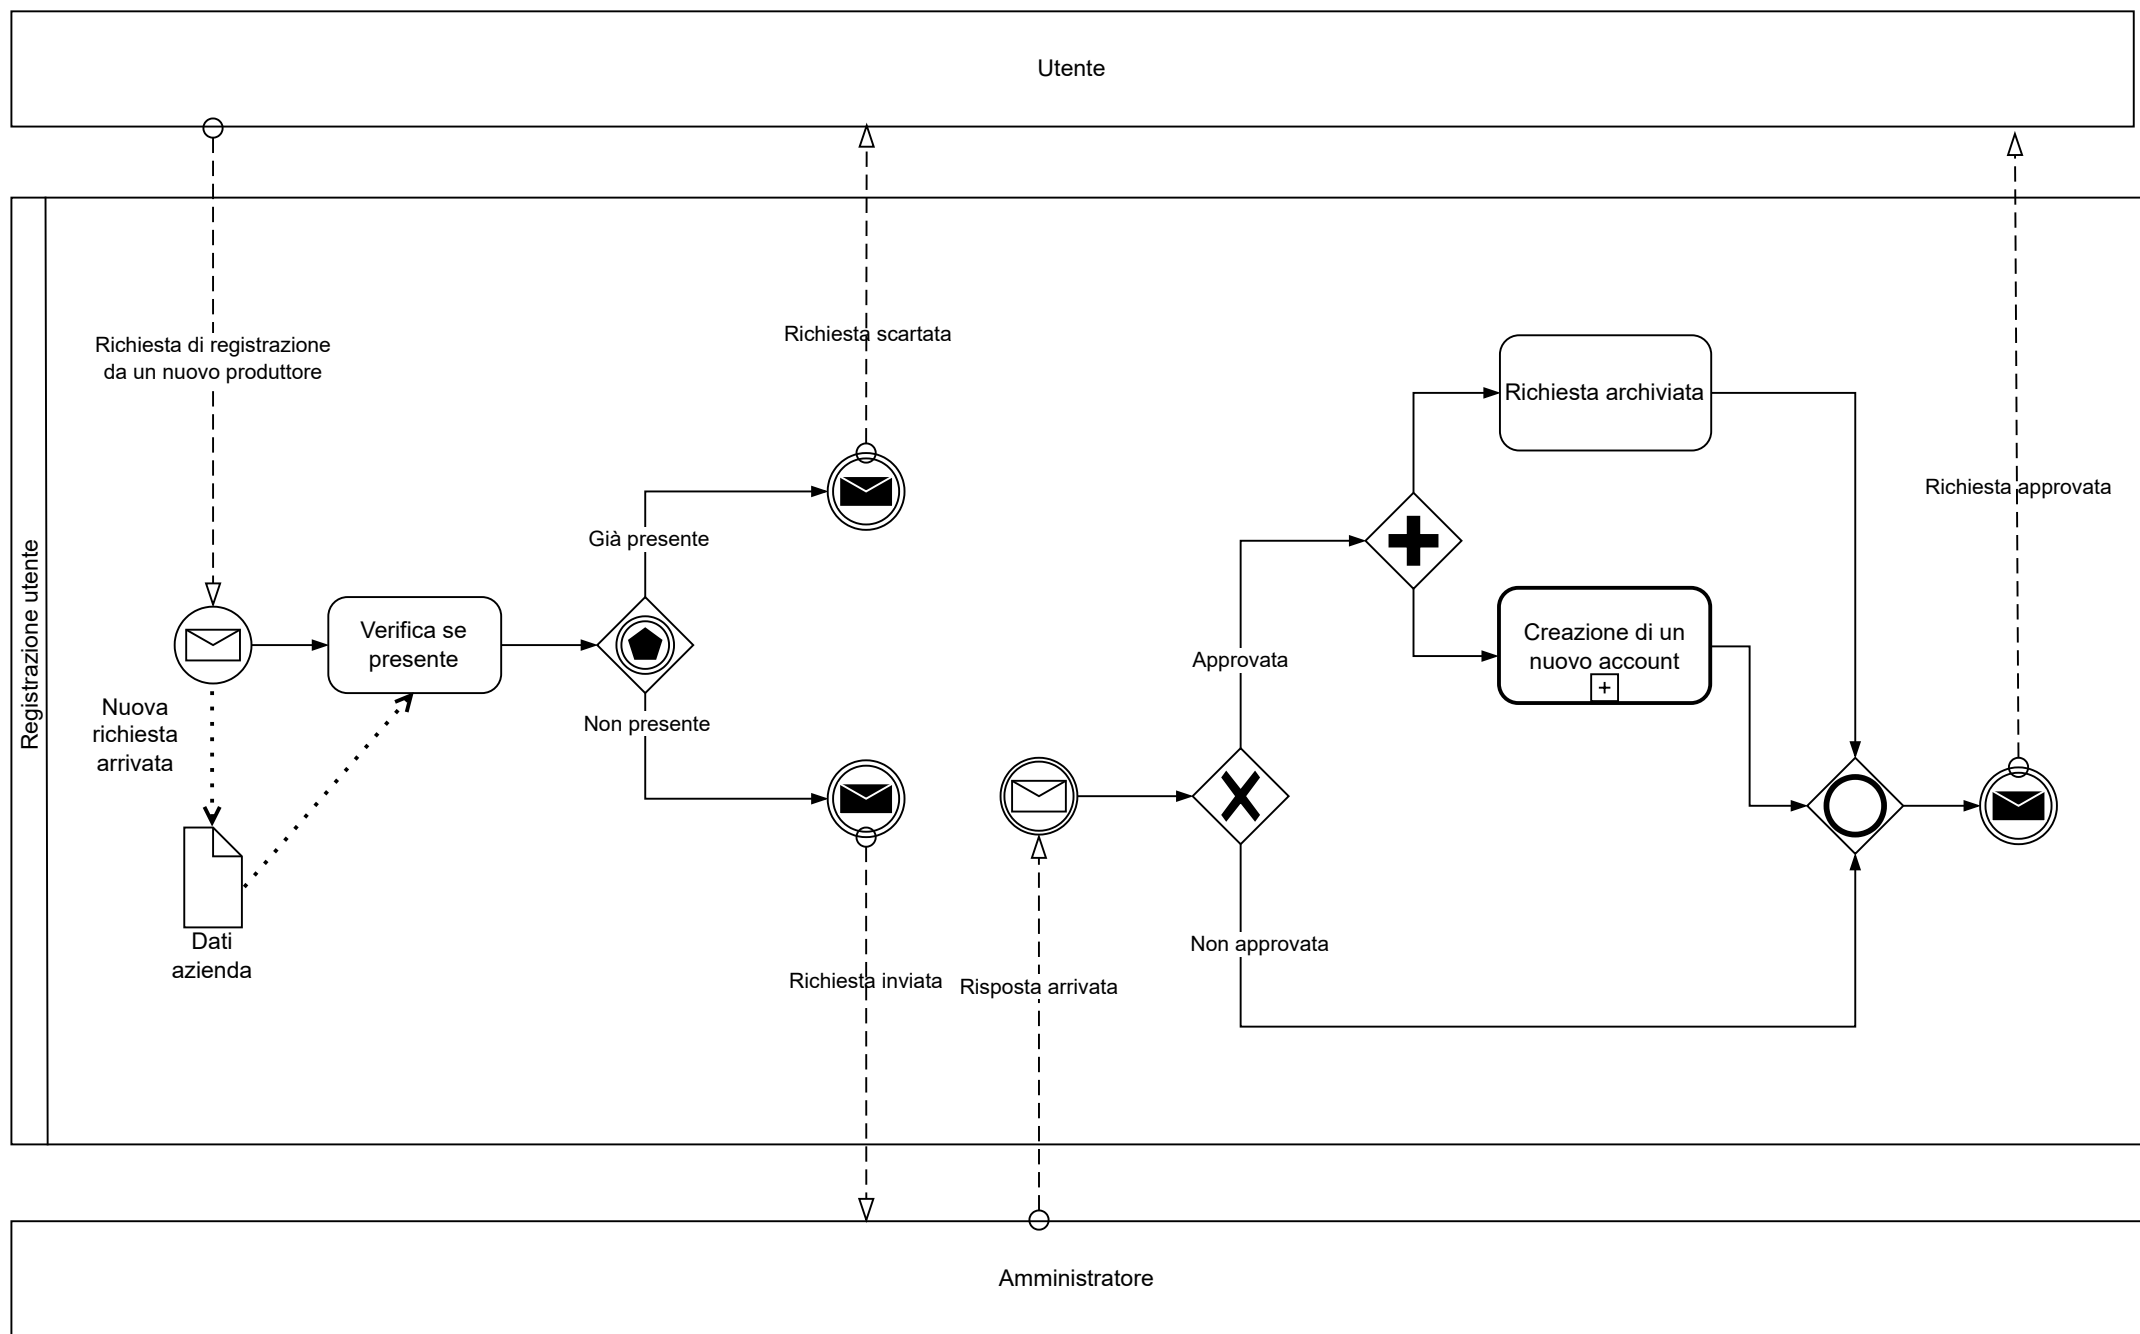 Utente
Registrazione utente
Richiesta di registrazione
da un nuovo produttore
Nuova
richiesta
arrivata
Dati
azienda
Verifica se
presente
Già presente
Non presente
Richiesta scartata
Richiesta inviata
Risposta arrivata
Approvata
Non approvata
Richiesta archiviata
Creazione di un
nuovo account
Richiesta approvata
Amministratore